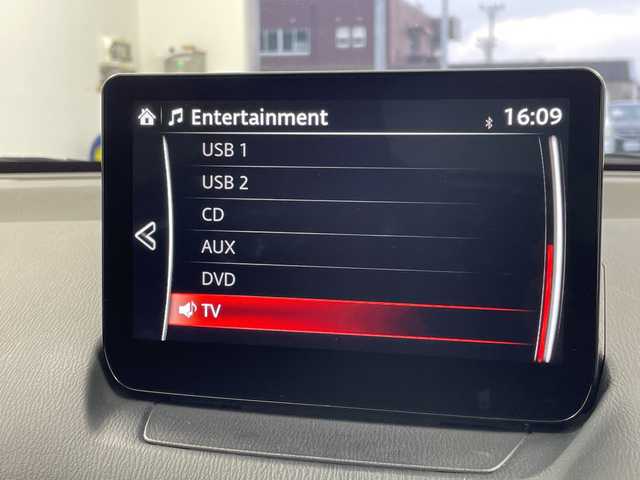 Entertainment
16:09
USB 1
USB 2
CD
AUX
DVD
TV